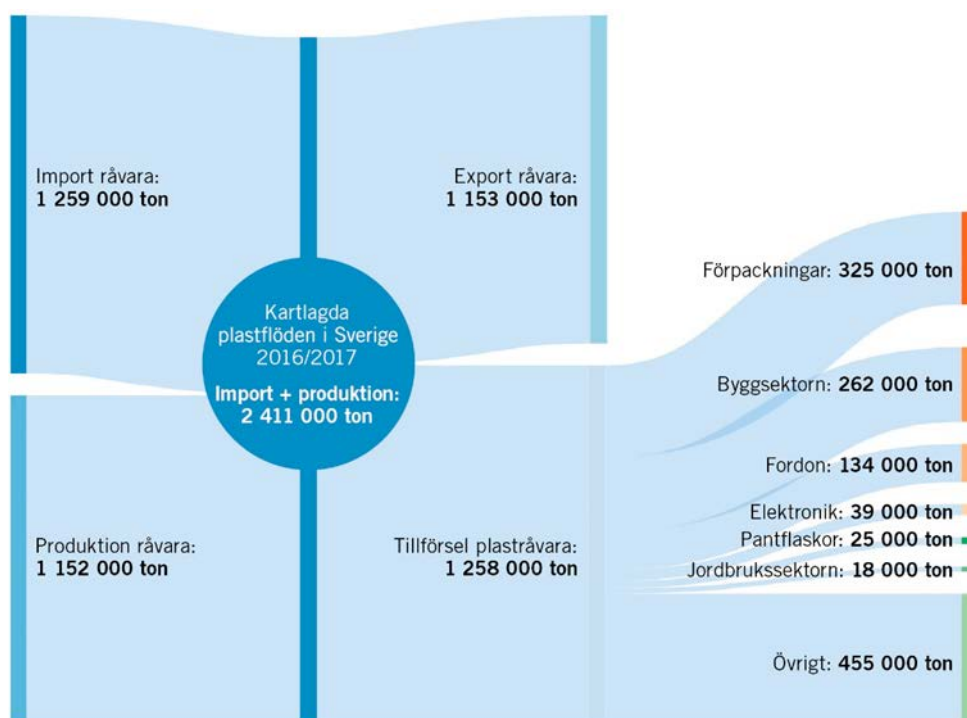 Import råvara:
1 259 000 ton
Export råvara:
1 153 000 ton
Kartlagda
plastflöden i Sverige
2016/2017
Import + produktion:
2 411 000 ton
Produktion råvara:
1 152 000 ton
Tillförsel plastråvara:
1 258 000 ton
Förpackningar: 325 000 ton
Byggsektorn: 262 000 ton
Fordon: 134 000 ton
Elektronik: 39 000 ton
Pantflaskor: 25 000 ton
Jordbrukssektorn: 18 000 ton
Övrigt: 455 000 ton